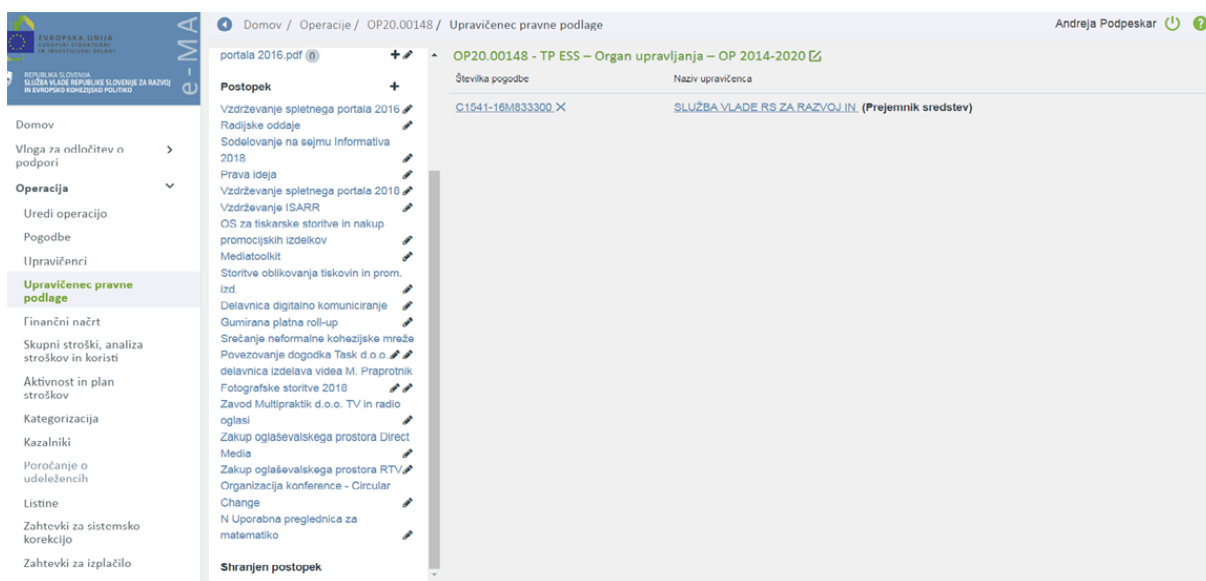 EVROPSKA UNIJA
EVROPSKI STRUKTURNI
IN INVESTICIJSKI SKLADI
REPUBLIKA SLOVENIJA
SLUŽBA VLADE REPUBLIKE SLOVENIJE ZA RAZVOJ
IN EVROPSKO KOHEZIJSKO POLITIKO
e-MA
Domov / Operacije / OP20.00148 / Upravičenec pravne podlage
Andreja Podpeskar
Domov
Vloga za odločitev o
podpori
Operacija
Uredi operacijo
Pogodbe
Upravičenci
Upravičenec pravne
podlage
Finančni načrt
Skupni stroški, analiza
stroškov in koristi
Aktivnost in plan
stroškov
Kategorizacija
Kazalniki
Poročanje o
udeležencih
Listine
Zahtevki za sistemsko
korekcijo
Zahtevki za izplačilo
portala 2016.pdf
Postopek
Vzdrževanje spletnega portala 2016
Radijske oddaje
Sodelovanje na sejmu Informativa
2018
Prava ideja
Vzdrževanje spletnega portala 2018
Vzdrževanje ISARR
OS za tiskarske storitve in nakup
promocijskih izdelkov
Mediatoolkit
Storitve oblikovanja tiskovin in prom.
izd.
Delavnica digitalno komuniciranje
Gumirana platna roll-up
Srečanje neformalne kohezijske mreže
Povezovanje dogodka Task d.o.o.
delavnica izdelava videa M. Praprotnik
Fotografske storitve 2018
Zavod Multipraktik d.o.o. TV in radio
oglasi
Zakup oglaševalskega prostora Direct
Media
Zakup oglaševalskega prostora RTV
Organizacija konference - Circular
Change
N Uporabna preglednica za
matematiko
Shranjen postopek
OP20.00148 - TP ESS – Organ upravljanja – OP 2014-2020
Številka pogodbe
Naziv upravičenca
C1541-16M833300
SLUŽBA VLADE RS ZA RAZVOJ IN (Prejemnik sredstev)